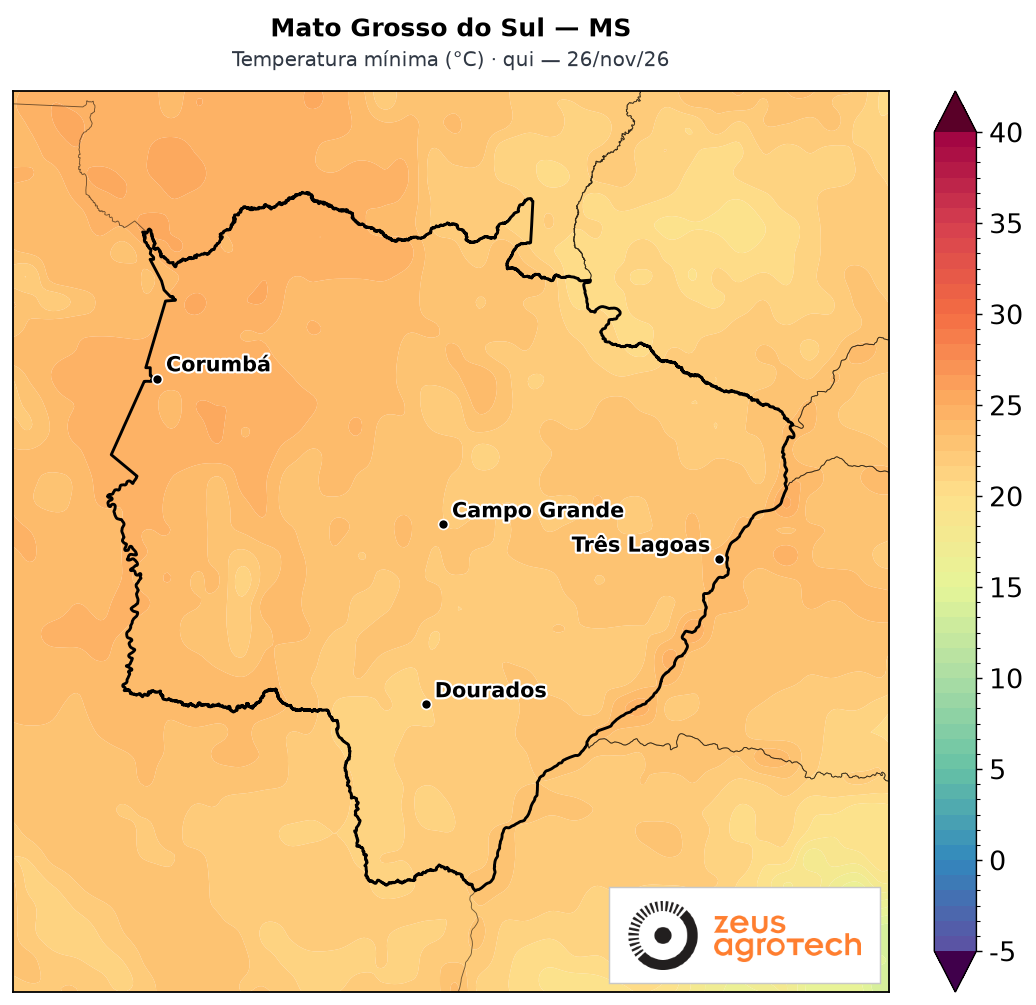 Mato Grosso do Sul — MS
Temperatura mínima (°C) · qui — 26/nov/26
40
35
30
25
20
15
10
5
0
-5
Corumbá
Campo Grande
Três Lagoas
Dourados
zeus
agrotech